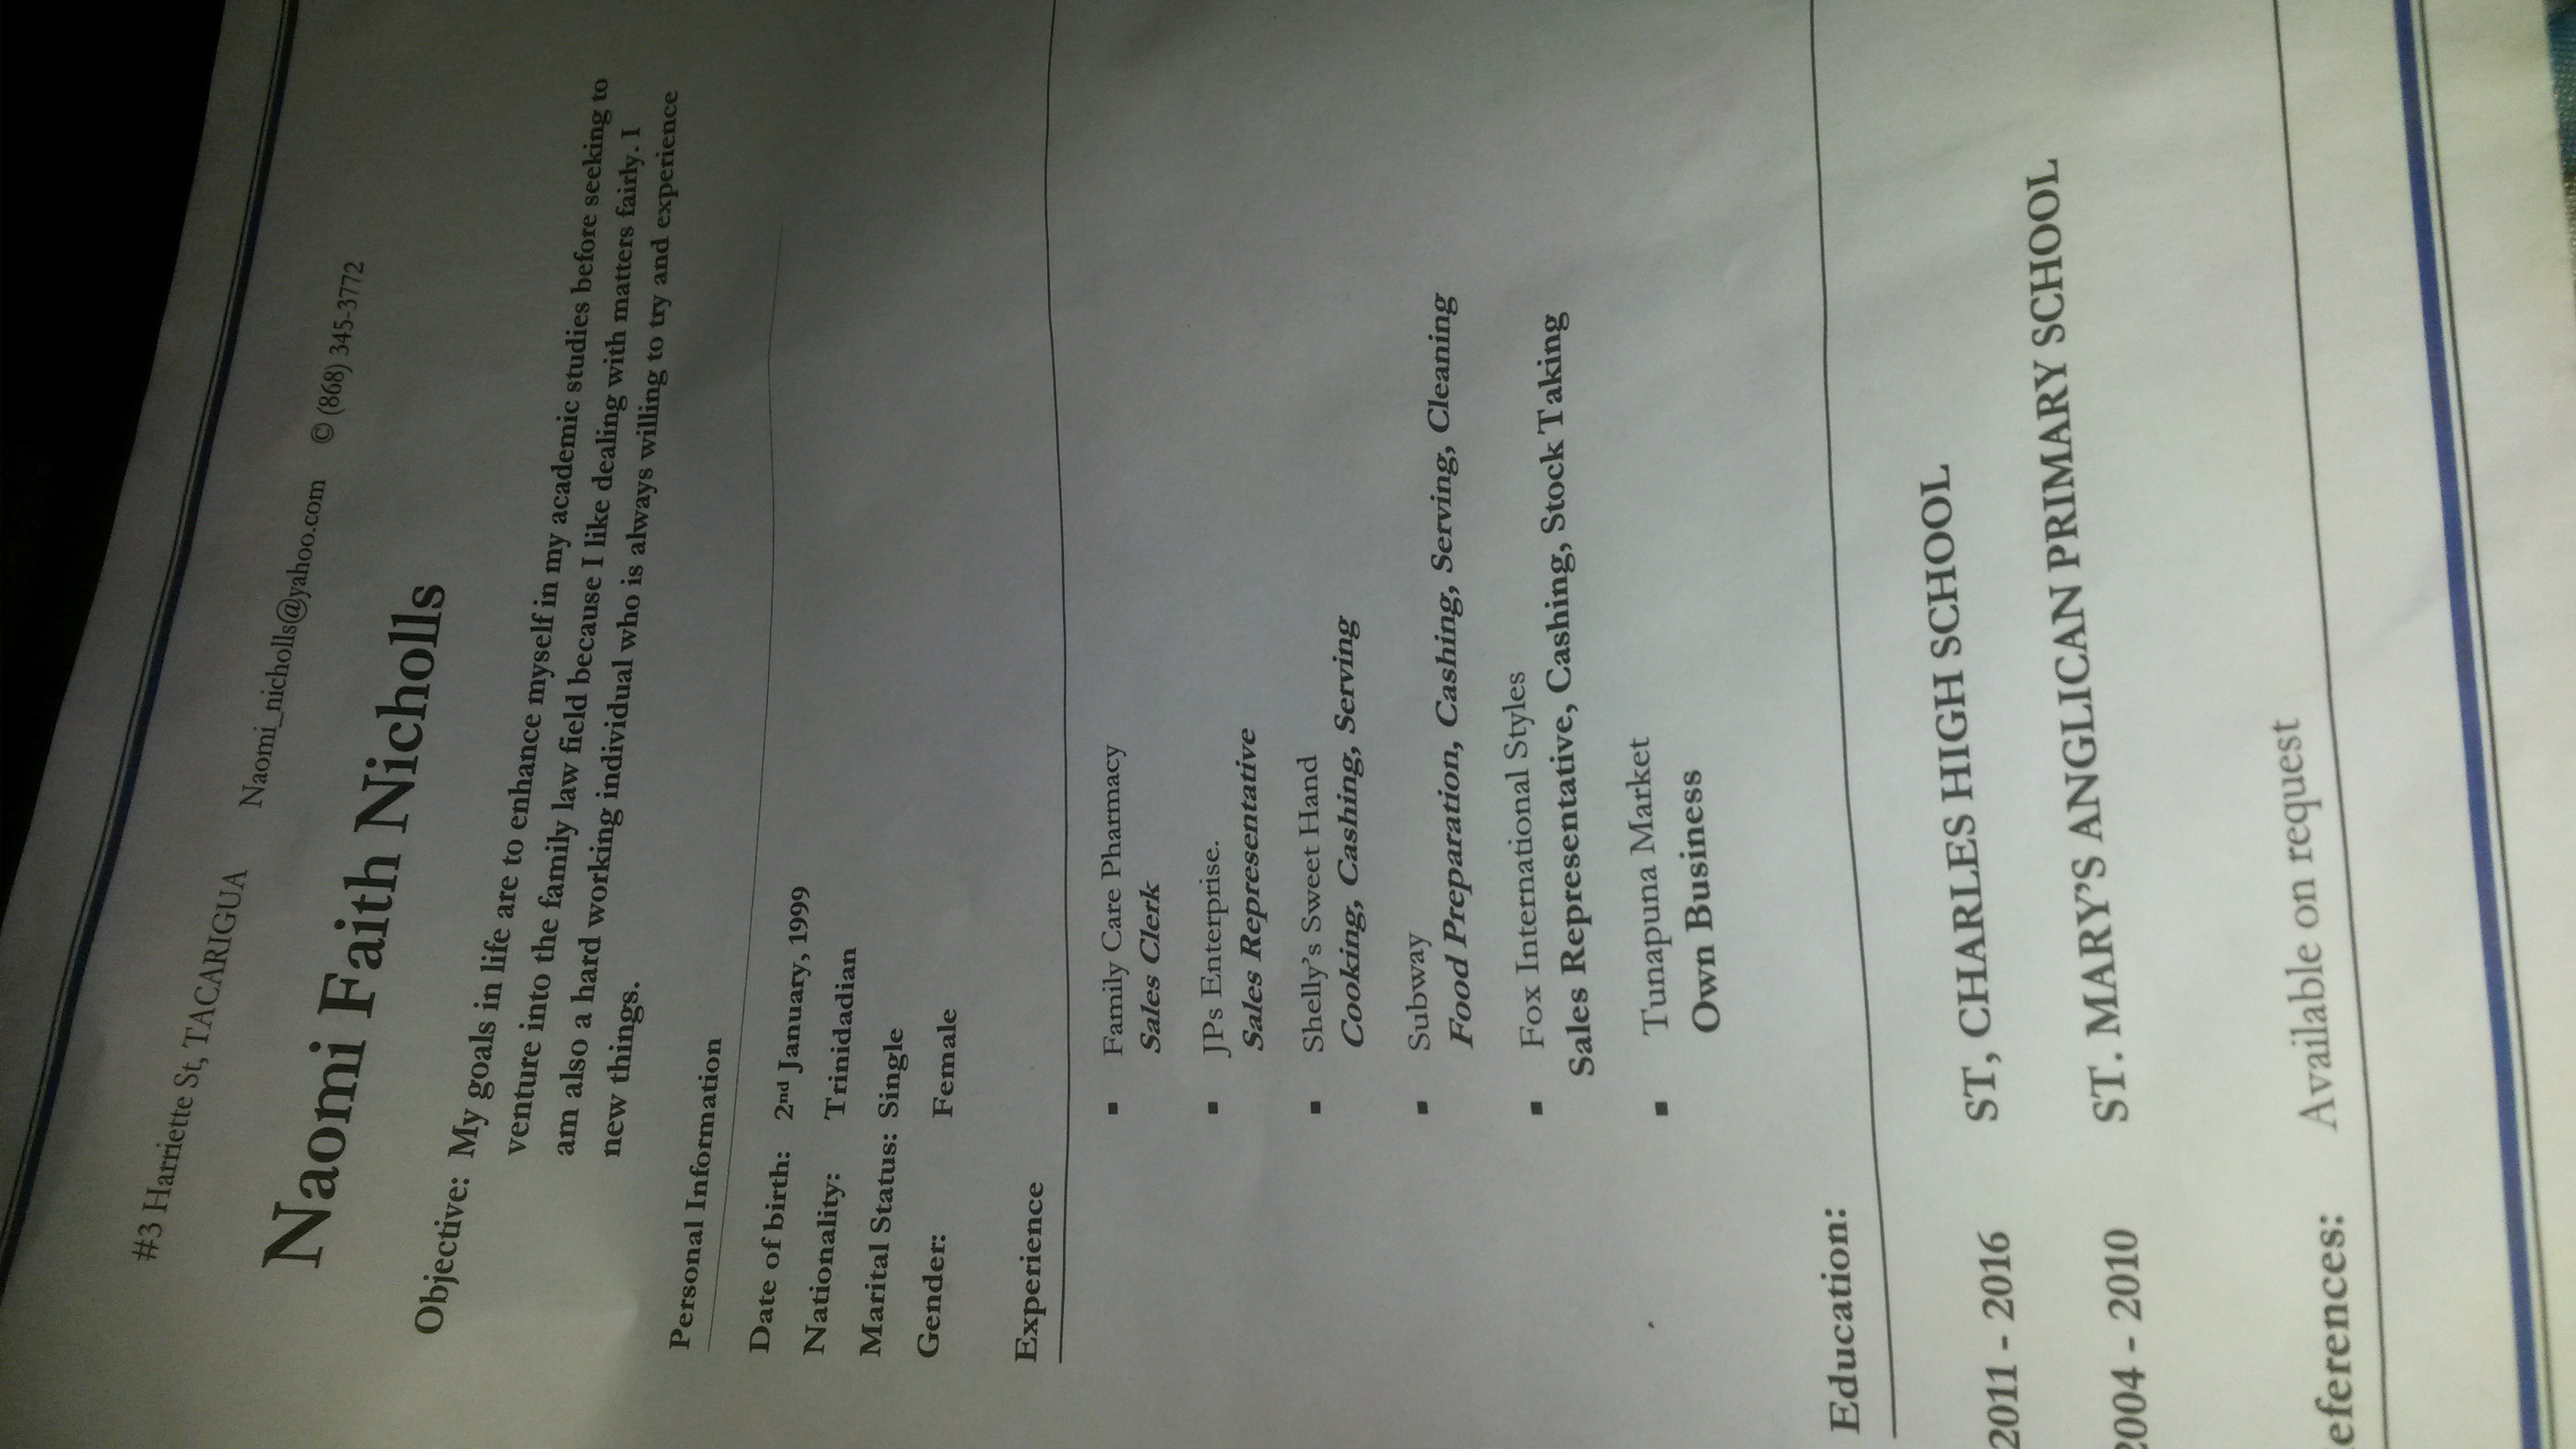 #3 Harriette St, TACARIGUA Naomi_nicholls@yahoo.com © (868) 345-3772
Naomi Faith Nicholls
Objective: My goals in life are to enhance myself in my academic studies before seeking to
venture into the family law field because I like dealing with matters fairly. I
am also a hard working individual who is always willing to try and experience
new things.
Personal Information
Date of birth: 2nd January, 1999
Nationality: Trinidadian
Marital Status: Single
Gender: Female
Experience
▪ Family Care Pharmacy
Sales Clerk
▪ JPs Enterprise.
Sales Representative
▪ Shelly's Sweet Hand
Cooking, Cashing, Serving
▪ Subway
Food Preparation, Cashing, Serving, Cleaning
▪ Fox International Styles
Sales Representative, Cashing, Stock Taking
▪ Tunapuna Market
Own Business
Education:
2011 - 2016 ST, CHARLES HIGH SCHOOL
2004 - 2010 ST. MARY'S ANGLICAN PRIMARY SCHOOL
eferences: Available on request